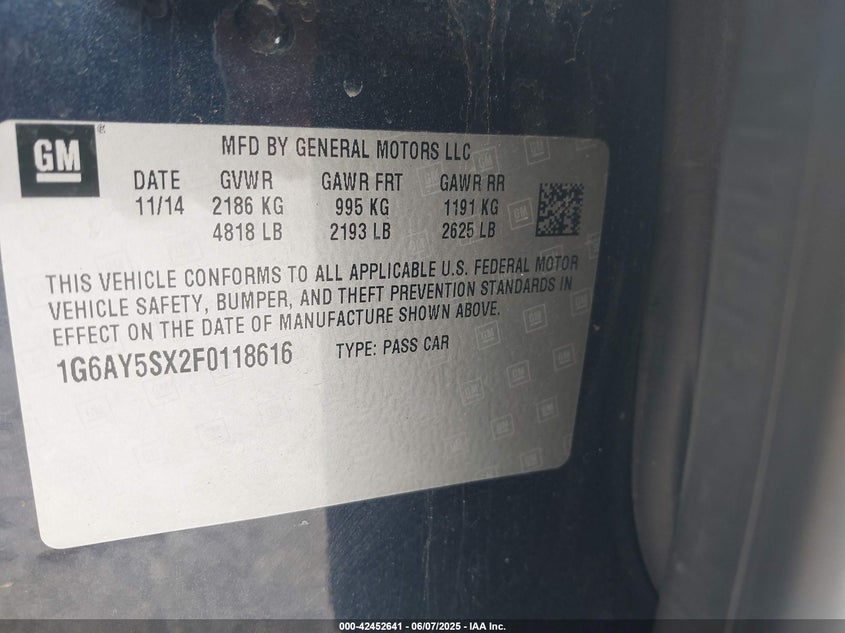 GM
MFD BY GENERAL MOTORS LLC
DATE GVWR GAWR FRT GAWR RR
11/14 2186 KG 995 KG 1191 KG
4818 LB 2193 LB 2625 LB
THIS VEHICLE CONFORMS TO ALL APPLICABLE U.S. FEDERAL MOTOR
VEHICLE SAFETY, BUMPER, AND THEFT PREVENTION STANDARDS IN
EFFECT ON THE DATE OF MANUFACTURE SHOWN ABOVE.
1G6AY5SX2F0118616 TYPE: PASS CAR
000-42452641 - 06/07/2025 - IAA Inc.